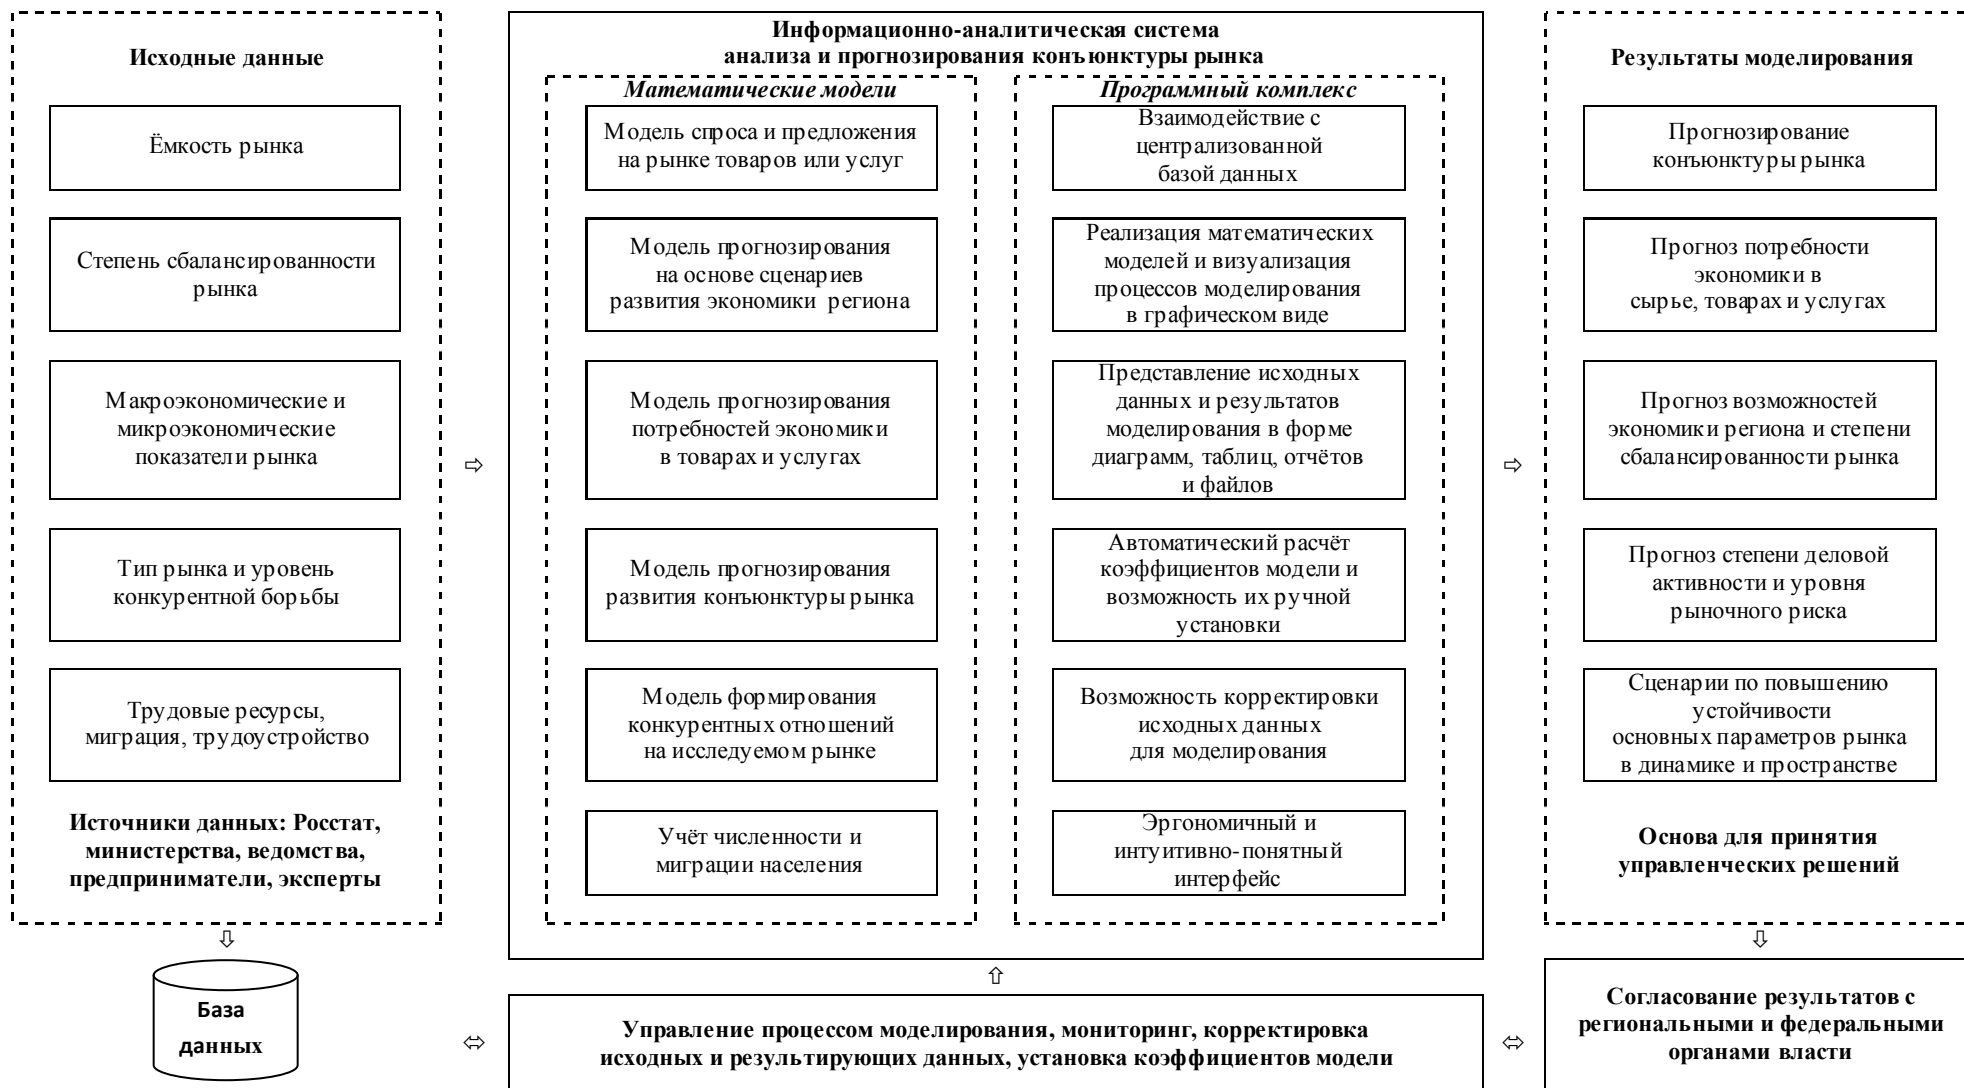 Исходные данные
Ёмкость рынка
Степень сбалансированности
рынка
Макроэкономические и
микроэкономические
показатели рынка
Тип рынка и уровень
конкурентной борьбы
Трудовые ресурсы,
миграция, трудоустройство
Источники данных: Росстат,
министерства, ведомства,
предприниматели, эксперты
База
данных
Информационно-аналитическая система
анализа и прогнозирования конъюнктуры рынка
Математические модели
Модель спроса и предложения
на рынке товаров или услуг
Модель прогнозирования
на основе сценариев
развития экономики региона
Модель прогнозирования
потребностей экономики
в товарах и услугах
Модель прогнозирования
развития конъюнктуры рынка
Модель формирования
конкурентных отношений
на исследуемом рынке
Учёт численности и
миграции населения
Программный комплекс
Взаимодействие с
централизованной
базой данных
Реализация математических
моделей и визуализация
процессов моделирования
в графическом виде
Представление исходных
данных и результатов
моделирования в форме
диаграмм, таблиц, отчётов
и файлов
Автоматический расчёт
коэффициентов модели и
возможность их ручной
установки
Возможность корректировки
исходных данных
для моделирования
Эргономичный и
интуитивно-понятный
интерфейс
Управление процессом моделирования, мониторинг, корректировка
исходных и результирующих данных, установка коэффициентов модели
Результаты моделирования
Прогнозирование
конъюнктуры рынка
Прогноз потребности
экономики в
сырье, товарах и услугах
Прогноз возможностей
экономики региона и степени
сбалансированности рынка
Прогноз степени деловой
активности и уровня
рыночного риска
Сценарии по повышению
устойчивости
основных параметров рынка
в динамике и пространстве
Основа для принятия
управленческих решений
Согласование результатов с
региональными и федеральными
органами власти